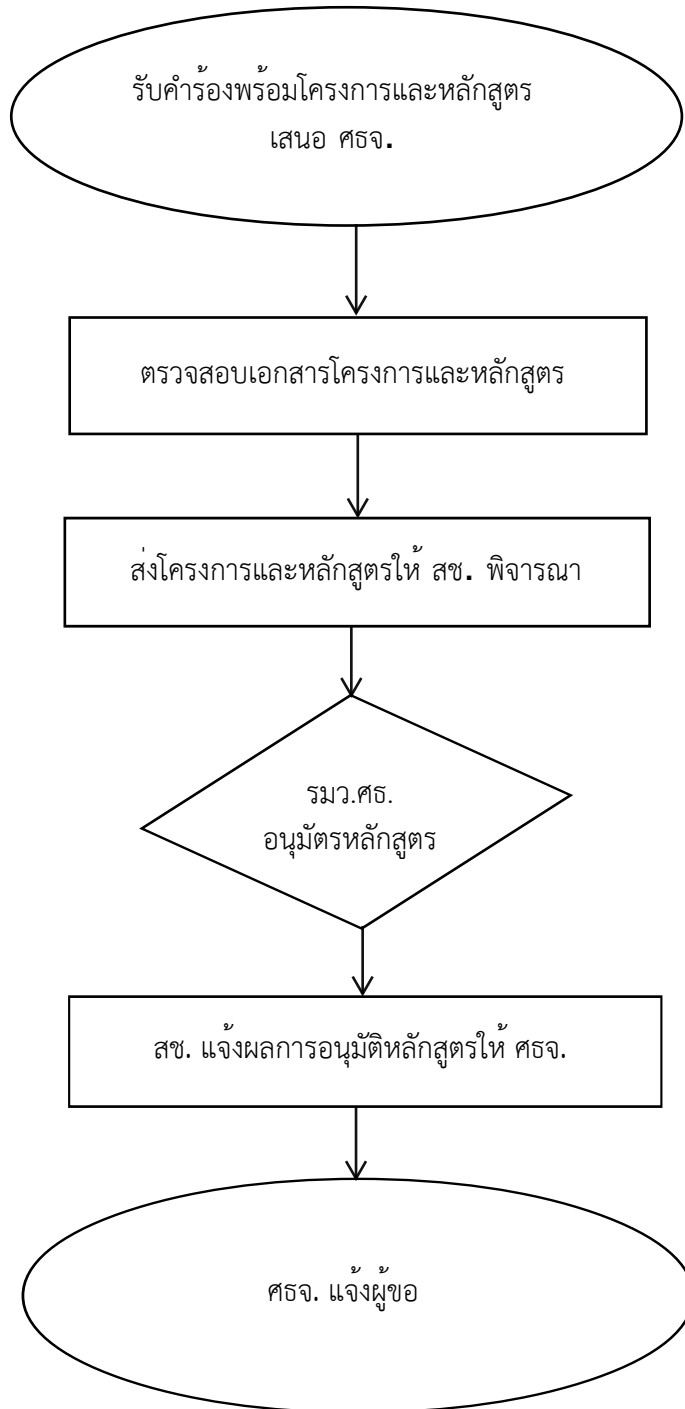 รับคำร้องพร้อมโครงการและหลักสูตร
เสนอ ศธจ.
ตรวจสอบเอกสารโครงการและหลักสูตร
ส่งโครงการและหลักสูตรให้ สช. พิจารณา
รมว.ศธ.
อนุมัตรหลักสูตร
สช. แจ้งผลการอนุมัติหลักสูตรให้ ศธจ.
ศธจ. แจ้งผู้ขอ